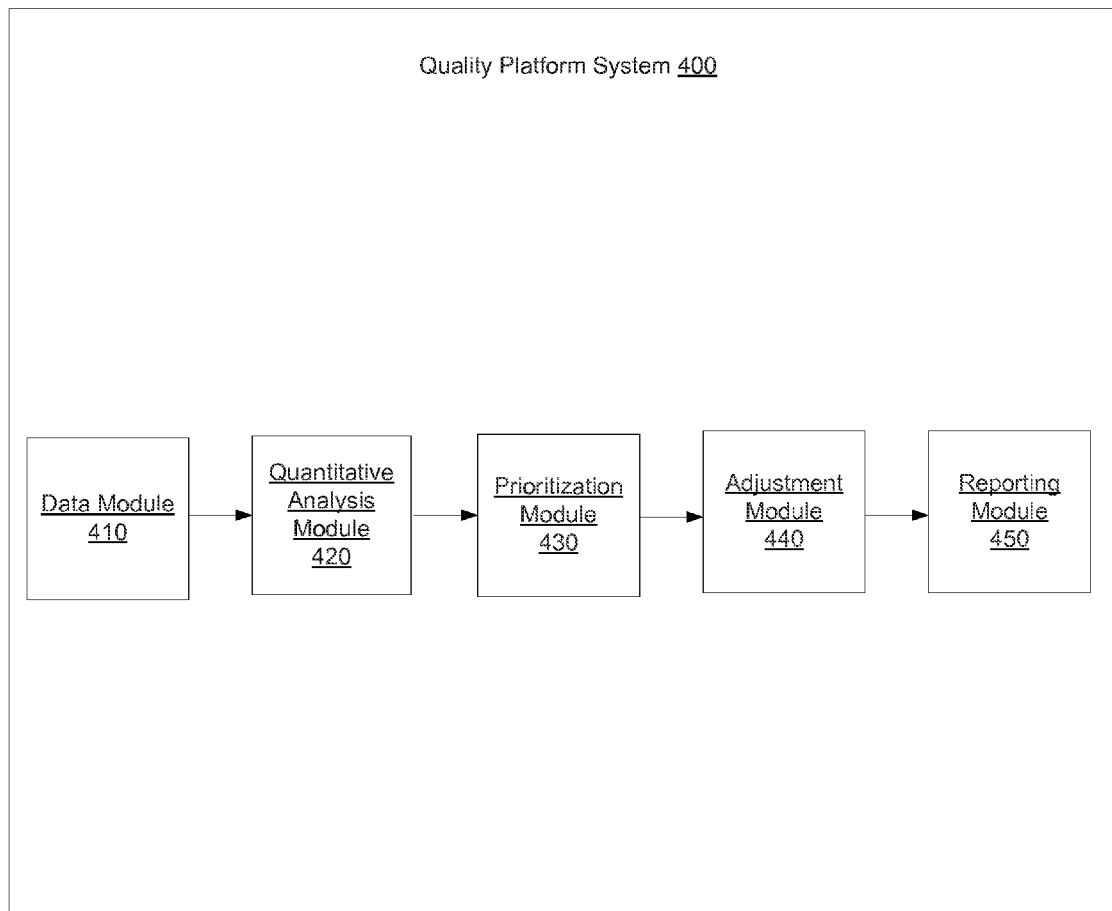 Quality Platform System 400
Data Module
410
Quantitative
Analysis
Module
420
Prioritization
Module
430
Adjustment
Module
440
Reporting
Module
450